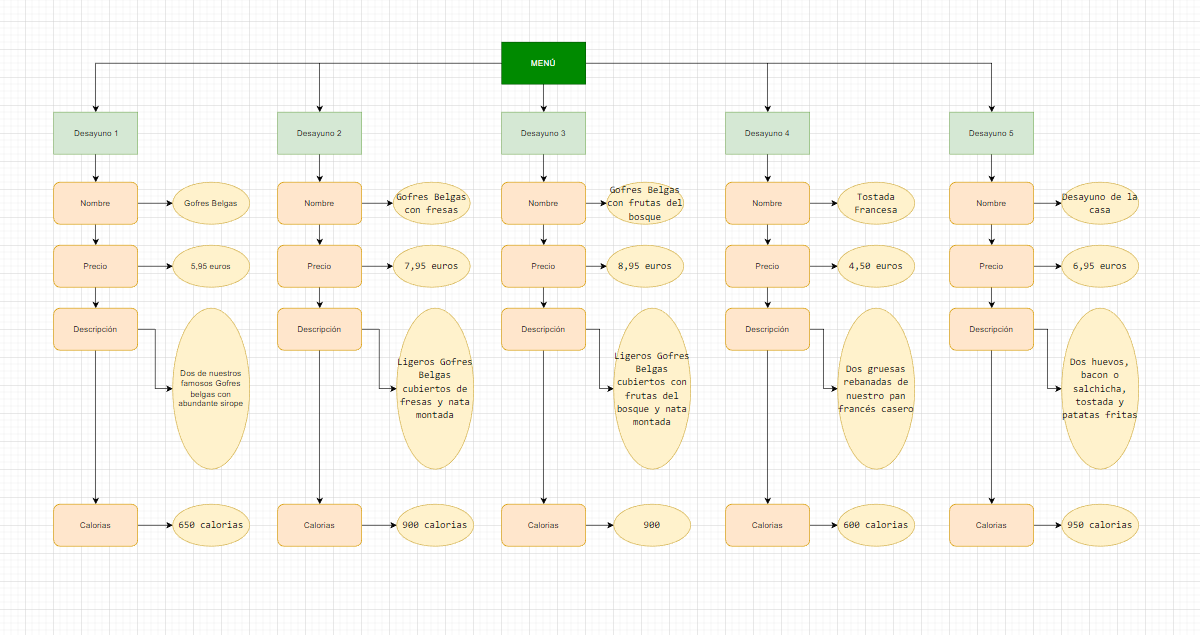 MENÚ
Desayuno 1
Desayuno 2
Desayuno 3
Desayuno 4
Desayuno 5
Nombre
Gofres Belgas
Nombre
Gofres Belgas
con fresas
Nombre
Gofres Belgas
con frutas del
bosque
Nombre
Tostada
Francesa
Nombre
Desayuno de la
casa
Precio
5,95 euros
Precio
7,95 euros
Precio
8,95 euros
Precio
4,50 euros
Precio
6,95 euros
Descripción
Dos de nuestros
famosos Gofres
belgas con
abundante sirope
Descripción
Ligeros Gofres
Belgas
cubiertos de
fresas y nata
montada
Descripción
Ligeros Gofres
Belgas
cubiertos con
frutas del
bosque y nata
montada
Descripción
Dos gruesas
rebanadas de
nuestro pan
francés casero
Descripción
Dos huevos,
bacon o
salchicha,
tostada y
patatas fritas
Calorias
650 calorias
Calorias
900 calorias
Calorias
900
Calorias
600 calorias
Calorias
950 calorias